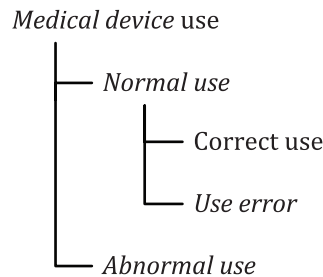 Medical device use
Normal use
Correct use
Use error
Abnormal use